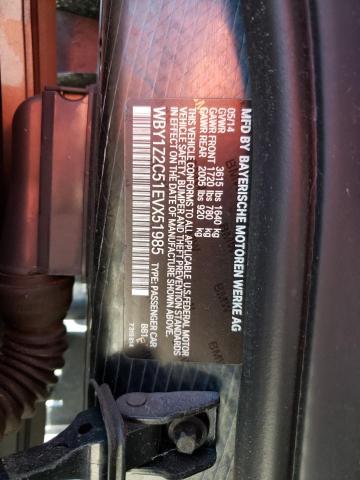 MFD BY BAYERISCHE MOTOREN WERKE AG
05/14
GVWR 3615 lbs 1640 kg
GAWR FRONT 1720 lbs 780 kg
GAWR REAR 2005 lbs 920 kg
THIS VEHICLE CONFORMS TO ALL APPLICABLE U.S. FEDERAL MOTOR
VEHICLE SAFETY, BUMPER AND THEFT PREVENTION STANDARDS
IN EFFECT ON THE DATE OF MANUFACTURE SHOWN ABOVE.
WBY1Z2C51EVX51985 TYPE: PASSENGER CAR